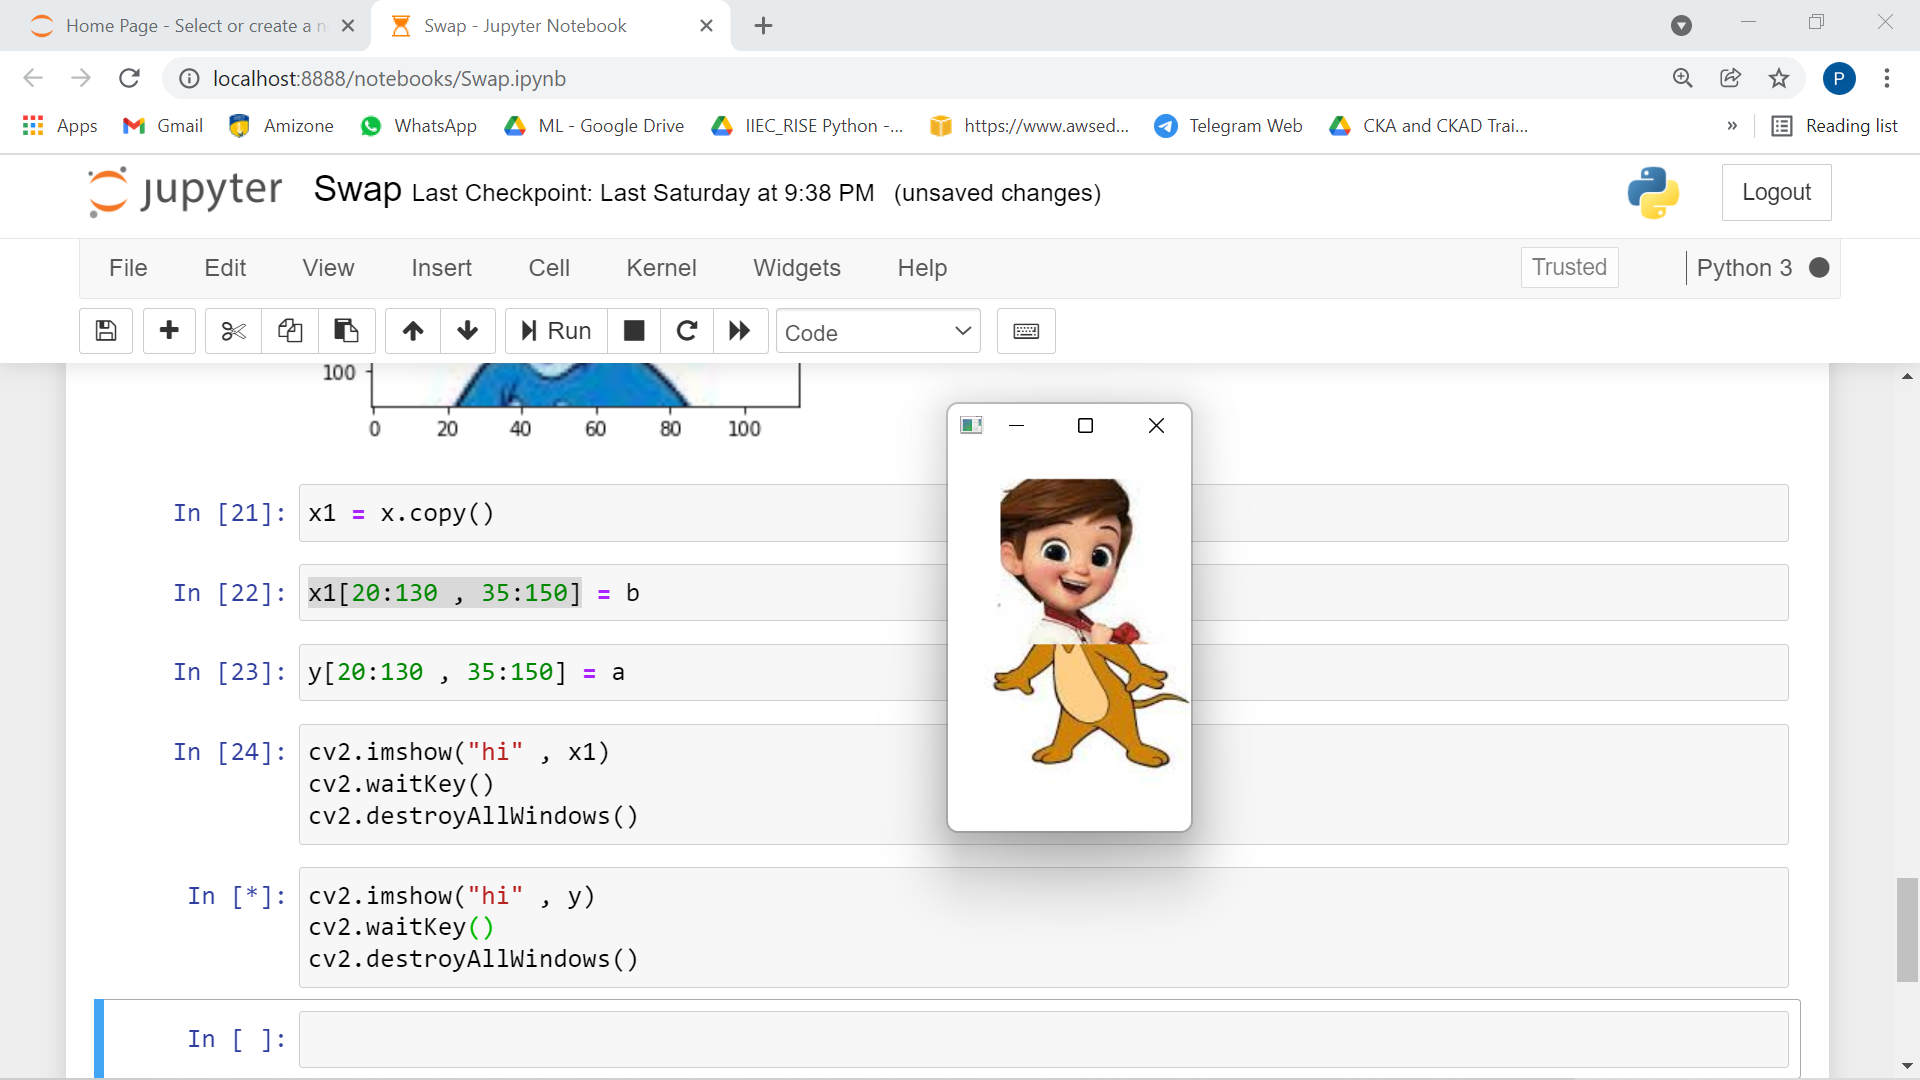 Home Page - Select or create a n
Swap - Jupyter Notebook
localhost:8888/notebooks/Swap.ipynb
P
Apps
Gmail
Amizone
WhatsApp
ML - Google Drive
IIEC_RISE Python -...
https://www.awsed...
Telegram Web
CKA and CKAD Trai...
»
Reading list
jupyter Swap Last Checkpoint: Last Saturday at 9:38 PM (unsaved changes)
Logout
File Edit View Insert Cell Kernel Widgets Help
Trusted
Python 3
Run
Code
100
0 20 40 60 80 100
In [21]: x1 = x.copy()
In [22]: x1[20:130 , 35:150] = b
In [23]: y[20:130 , 35:150] = a
In [24]: cv2.imshow("hi" , x1)
cv2.waitKey()
cv2.destroyAllWindows()
In [*]: cv2.imshow("hi" , y)
cv2.waitKey()
cv2.destroyAllWindows()
In [ ]: